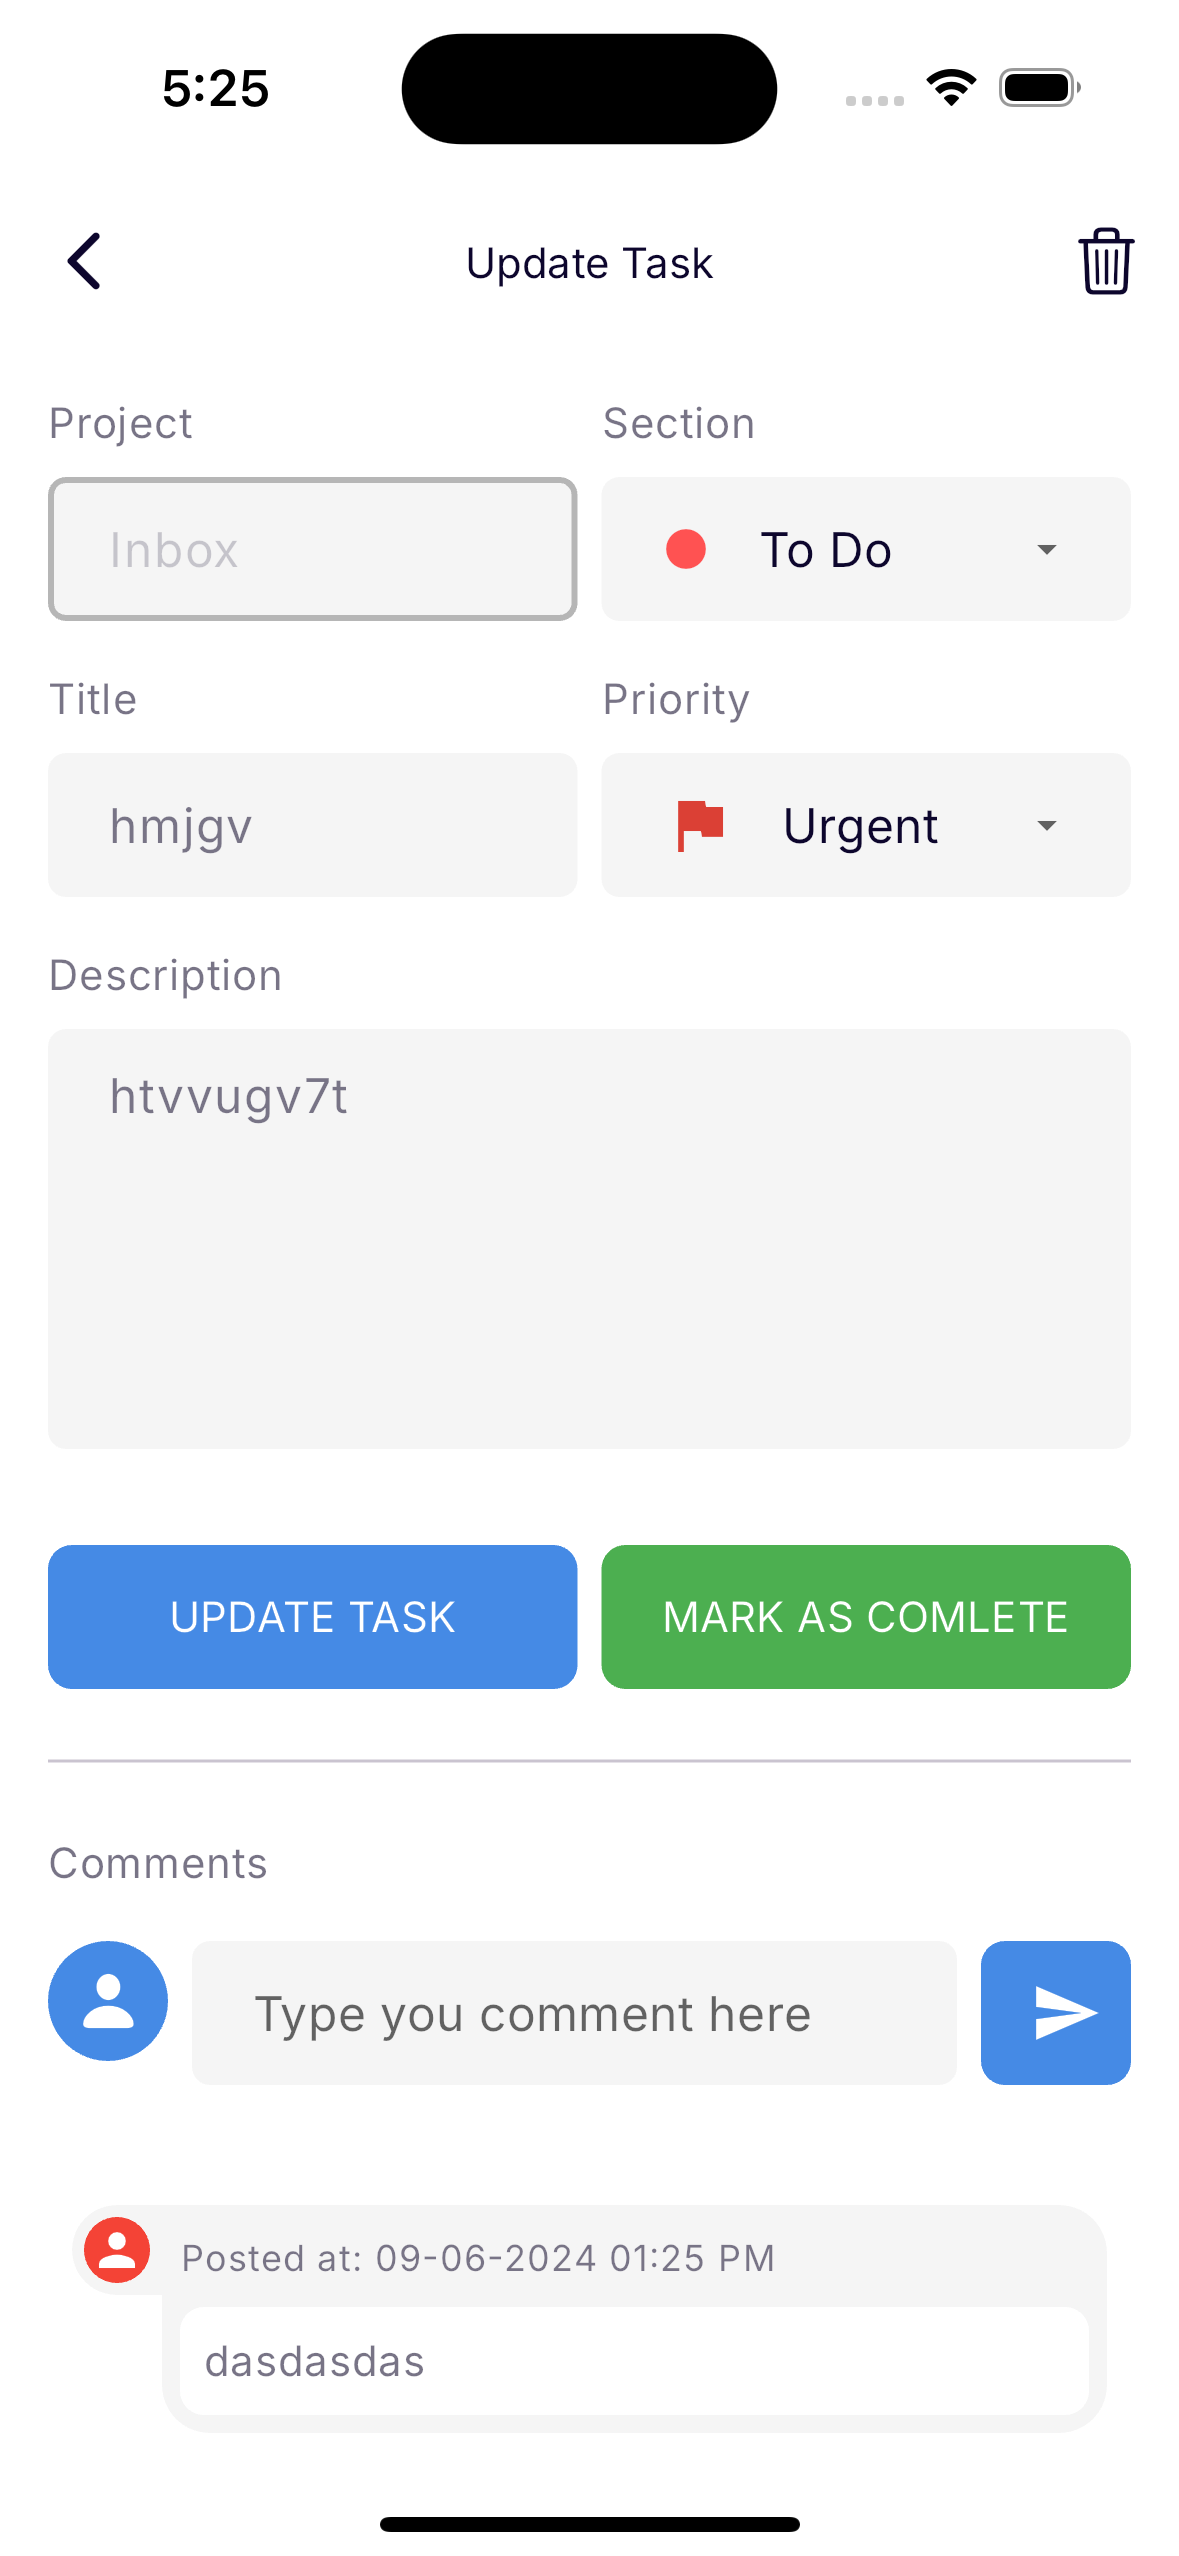 5:25
Update Task
Project
Section
Inbox
To Do
Title
Priority
hmjgv
Urgent
Description
htvvugv7t
UPDATE TASK
MARK AS COMLETE
Comments
Type you comment here
Posted at: 09-06-2024 01:25 PM
dasdasdas